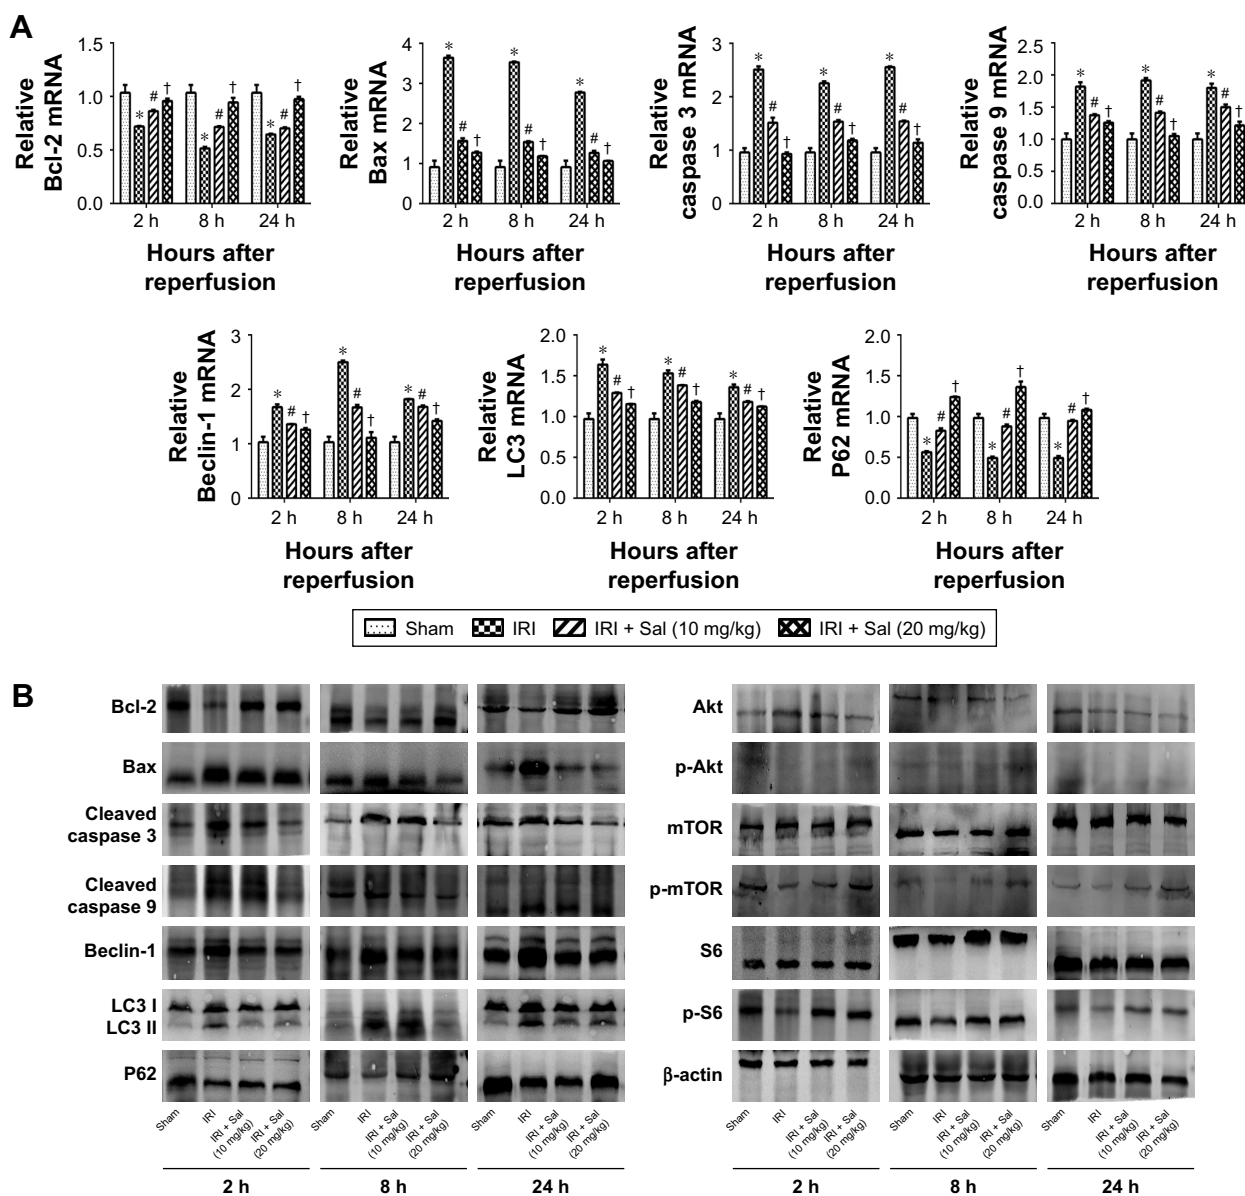 A
Relative
Bcl-2 mRNA
1.5
1.0
0.5
0.0
* # †
* # †
* # †
2 h 8 h 24 h
Hours after
reperfusion
Relative
Bax mRNA
4
3
2
1
0
* # †
* # †
* # †
2 h 8 h 24 h
Hours after
reperfusion
Relative
caspase 3 mRNA
3
2
1
0
* # †
* # †
* # †
2 h 8 h 24 h
Hours after
reperfusion
Relative
caspase 9 mRNA
2.5
2.0
1.5
1.0
0.5
0.0
* # †
* # †
* # †
2 h 8 h 24 h
Hours after
reperfusion
Relative
Beclin-1 mRNA
3
2
1
0
* # †
* # †
* # †
2 h 8 h 24 h
Hours after
reperfusion
Relative
LC3 mRNA
2.0
1.5
1.0
0.5
0.0
* # †
* # †
* # †
2 h 8 h 24 h
Hours after
reperfusion
Relative
P62 mRNA
2.0
1.5
1.0
0.5
0.0
* # †
* # †
* # †
2 h 8 h 24 h
Hours after
reperfusion
Sham IRI IRI + Sal (10 mg/kg) IRI + Sal (20 mg/kg)
B
Bcl-2
Bax
Cleaved
caspase 3
Cleaved
caspase 9
Beclin-1
LC3 I
LC3 II
P62
Sham
IRI
IRI + Sal
(10 mg/kg)
IRI + Sal
(20 mg/kg)
Sham
IRI
IRI + Sal
(10 mg/kg)
IRI + Sal
(20 mg/kg)
Sham
IRI
IRI + Sal
(10 mg/kg)
IRI + Sal
(20 mg/kg)
2 h 8 h 24 h
Akt
p-Akt
mTOR
p-mTOR
S6
p-S6
β-actin
Sham
IRI
IRI + Sal
(10 mg/kg)
IRI + Sal
(20 mg/kg)
Sham
IRI
IRI + Sal
(10 mg/kg)
IRI + Sal
(20 mg/kg)
Sham
IRI
IRI + Sal
(10 mg/kg)
IRI + Sal
(20 mg/kg)
2 h 8 h 24 h